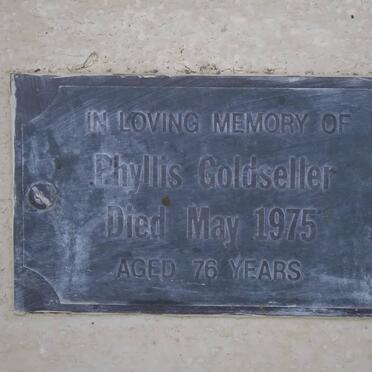 IN LOVING MEMORY OF
Phyllis Goldseller
Died May 1975
AGED 76 YEARS